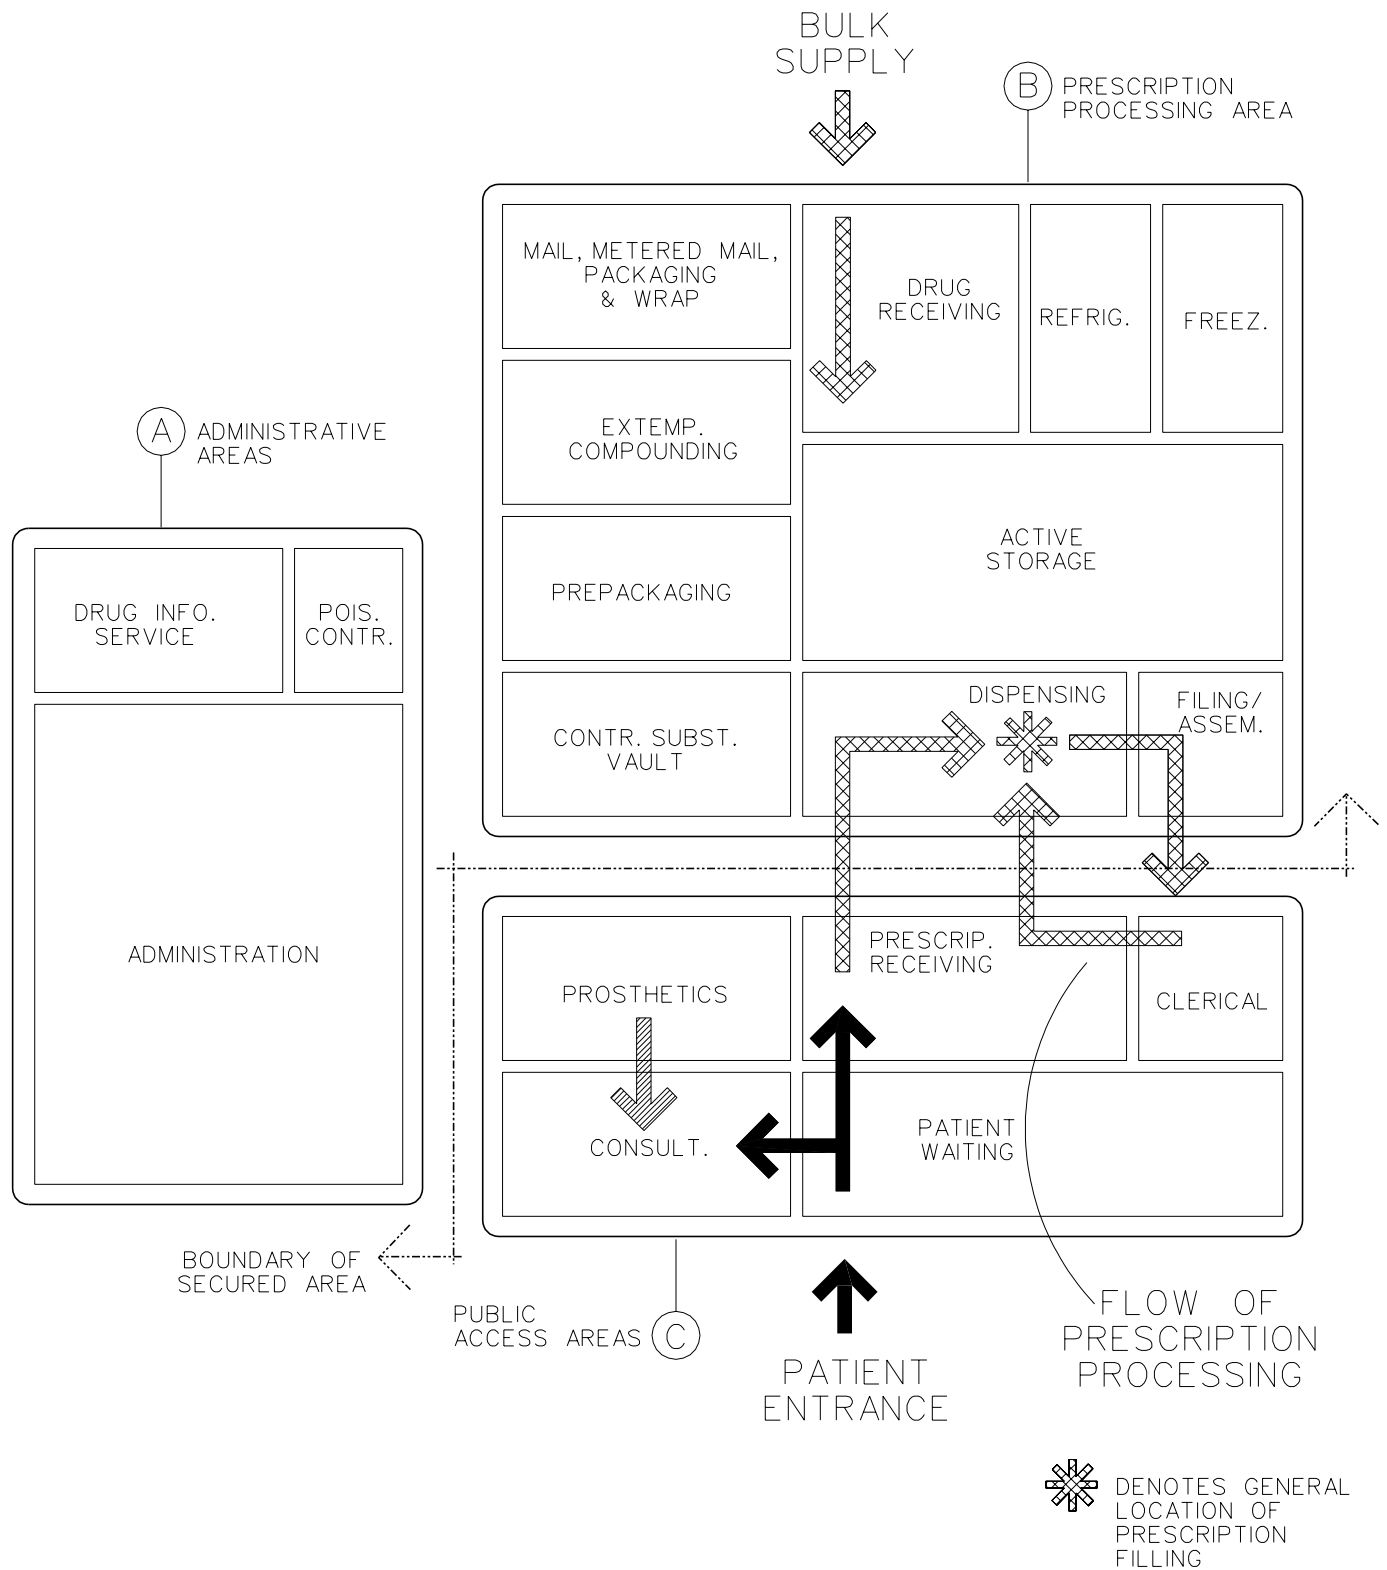 BULK
SUPPLY
B
PRESCRIPTION
PROCESSING AREA
MAIL, METERED MAIL,
PACKAGING
& WRAP
DRUG
RECEIVING
REFRIG.
FREEZ.
EXTEMP.
COMPOUNDING
A
ADMINISTRATIVE
AREAS
ACTIVE
STORAGE
PREPACKAGING
DRUG INFO.
SERVICE
POIS.
CONTR.
CONTR. SUBST.
VAULT
DISPENSING
FILING/
ASSEM.
ADMINISTRATION
PROSTHETICS
PRESCRIP.
RECEIVING
CLERICAL
CONSULT.
PATIENT
WAITING
BOUNDARY OF
SECURED AREA
PUBLIC
ACCESS AREAS
C
PATIENT
ENTRANCE
FLOW OF
PRESCRIPTION
PROCESSING
DENOTES GENERAL
LOCATION OF
PRESCRIPTION
FILLING